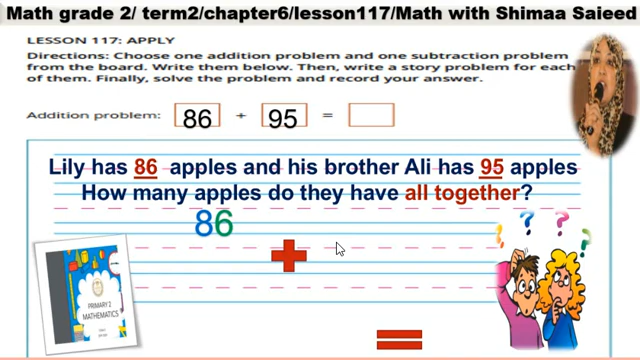 Math grade 2/ term2/chapter6/lesson117/Math with Shimaa Saieed
LESSON 117: APPLY
Directions: Choose one addition problem and one subtraction problem
from the board. Write them below. Then, write a story problem for each
of them. Finally, solve the problem and record your answer.
Addition problem: 86 + 95 =
Lily has 86 apples and his brother Ali has 95 apples
How many apples do they have all together?
86
+
=
? ? ? ?
PRIMARY 2
MATHEMATICS